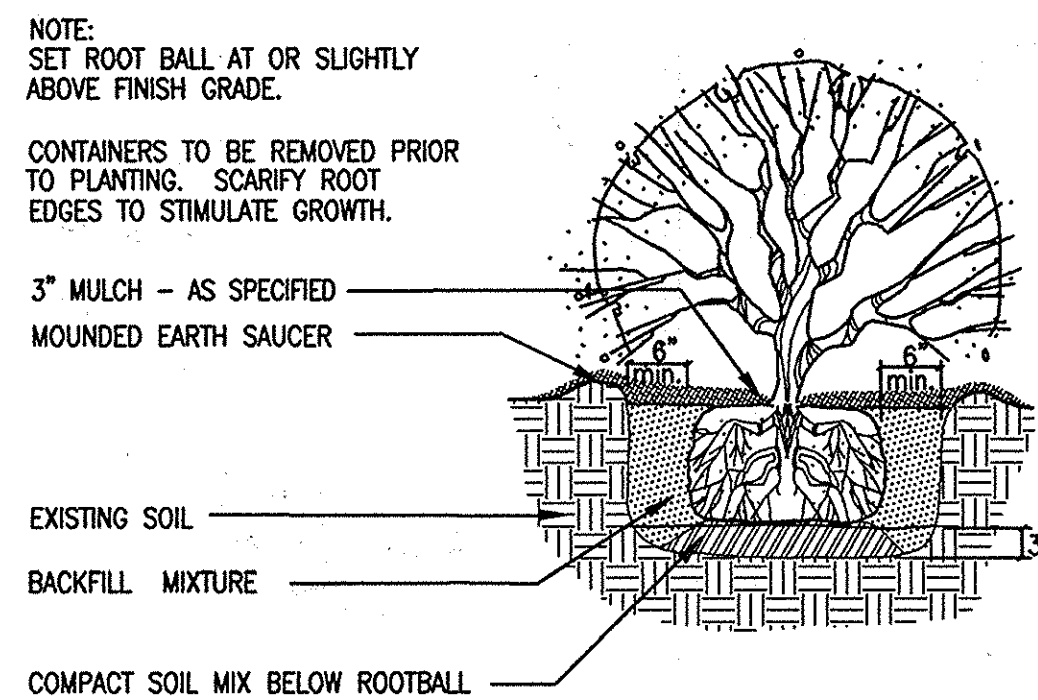 NOTE:
SET ROOT BALL AT OR SLIGHTLY
ABOVE FINISH GRADE.
CONTAINERS TO BE REMOVED PRIOR
TO PLANTING. SCARIFY ROOT
EDGES TO STIMULATE GROWTH.
3" MULCH – AS SPECIFIED
MOUNDED EARTH SAUCER
6"
min.
6"
min.
EXISTING SOIL
3
BACKFILL MIXTURE
COMPACT SOIL MIX BELOW ROOTBALL